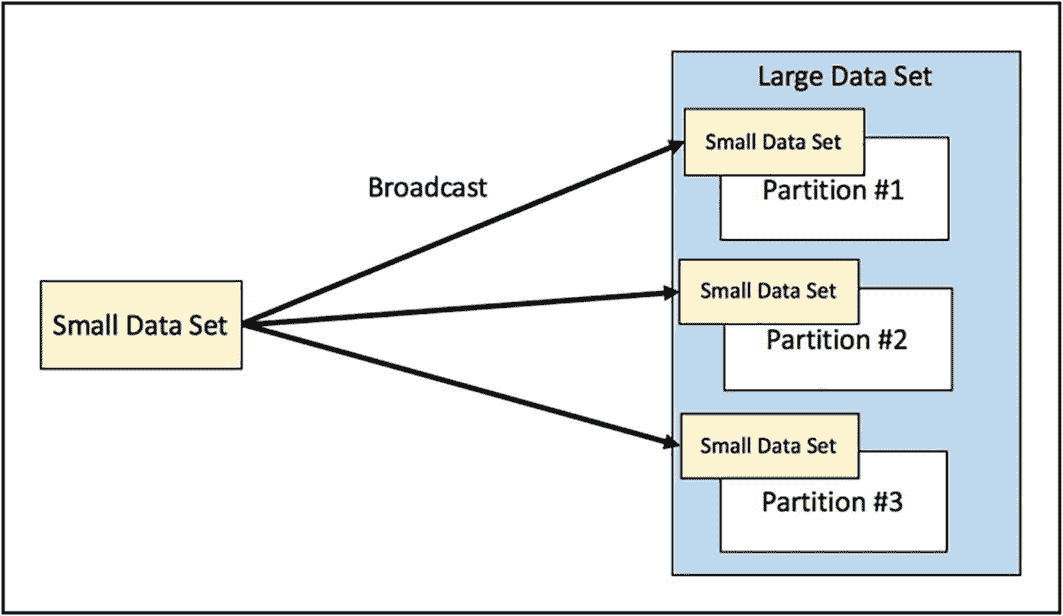 Large Data Set
Small Data Set
Partition #1
Broadcast
Small Data Set
Partition #2
Small Data Set
Small Data Set
Partition #3